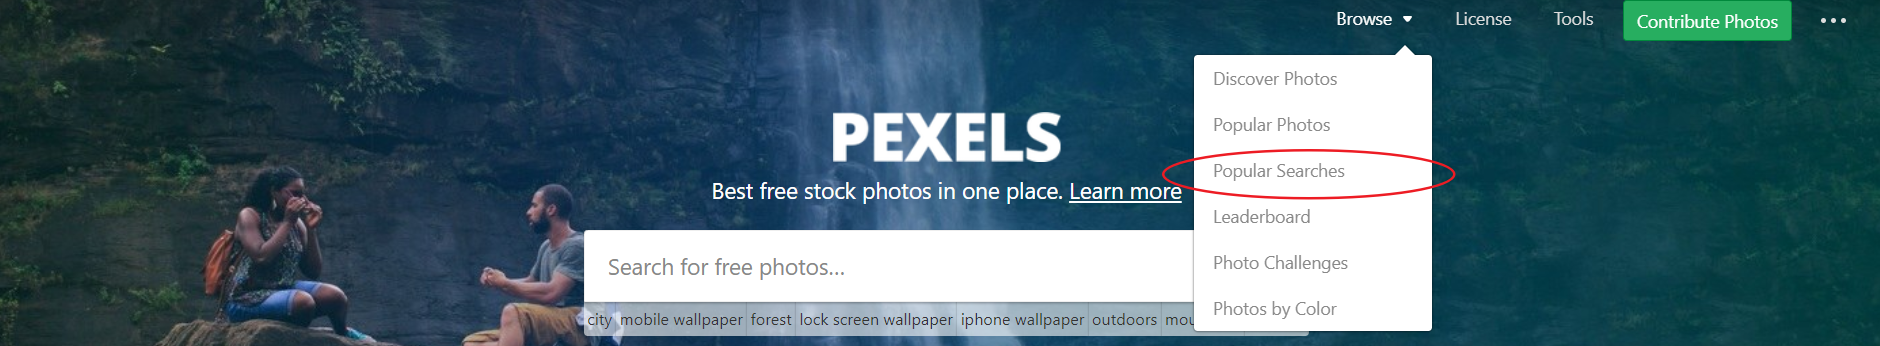 Browse License Tools Contribute Photos
Discover Photos
Popular Photos
PEXELS
Popular Searches
Best free stock photos in one place. Learn more
Leaderboard
Search for free photos...
Photo Challenges
Photos by Color
city mobile wallpaper forest lock screen wallpaper iphone wallpaper outdoors